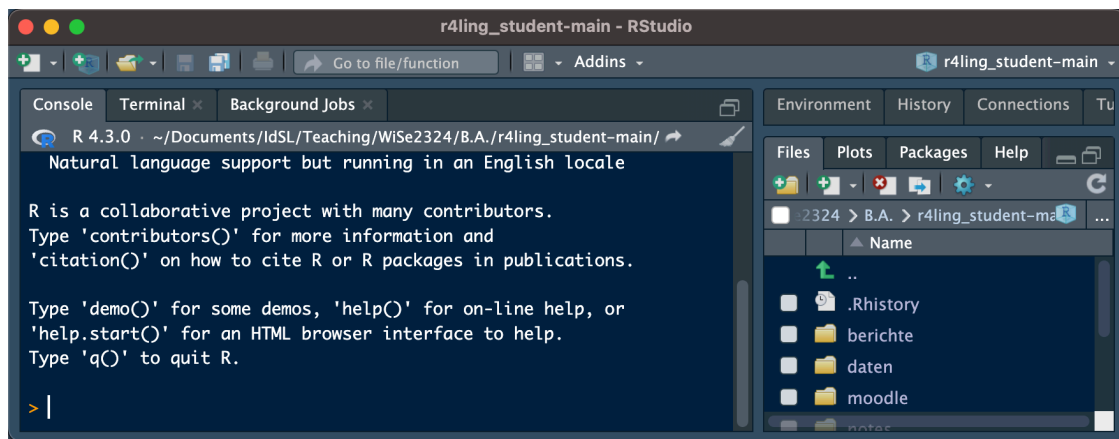 r4ling_student-main - RStudio
Go to file/function
Addins
r4ling_student-main
Console
Terminal
Background Jobs
R 4.3.0 · ~/Documents/IdSL/Teaching/WiSe2324/B.A./r4ling_student-main/
Natural language support but running in an English locale
R is a collaborative project with many contributors.
Type 'contributors()' for more information and
'citation()' on how to cite R or R packages in publications.
Type 'demo()' for some demos, 'help()' for on-line help, or
'help.start()' for an HTML browser interface to help.
Type 'q()' to quit R.
>
Environment
History
Connections
Tu
Files
Plots
Packages
Help
2324 > B.A. > r4ling_student-ma
...
Name
..
.Rhistory
berichte
daten
moodle
notes